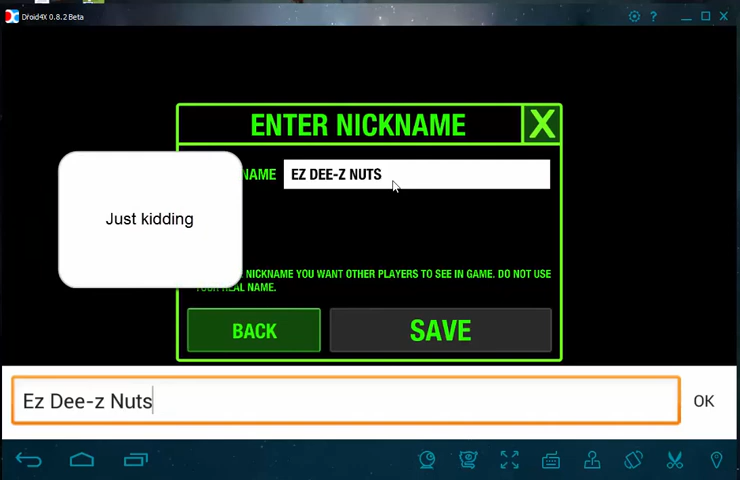 Droid4X 0.8.2 Beta
ENTER NICKNAME
X
NAME
EZ DEE-Z NUTS
Just kidding
NICKNAME YOU WANT OTHER PLAYERS TO SEE IN GAME. DO NOT USE
YOUR REAL NAME.
BACK
SAVE
Ez Dee-z Nuts
OK